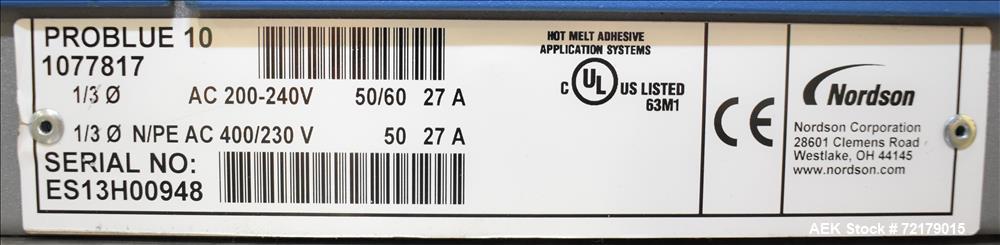 PROBLUE 10
1077817
1/3 Ø AC 200-240V 50/60 27 A
1/3 Ø N/PE AC 400/230 V 50 27 A
SERIAL NO:
ES13H00948
HOT MELT ADHESIVE
APPLICATION SYSTEMS
C UL US LISTED
63M1
CE
Nordson
Nordson Corporation
28601 Clemens Road
Westlake, OH 44145
www.nordson.com
AEK Stock # 72179015